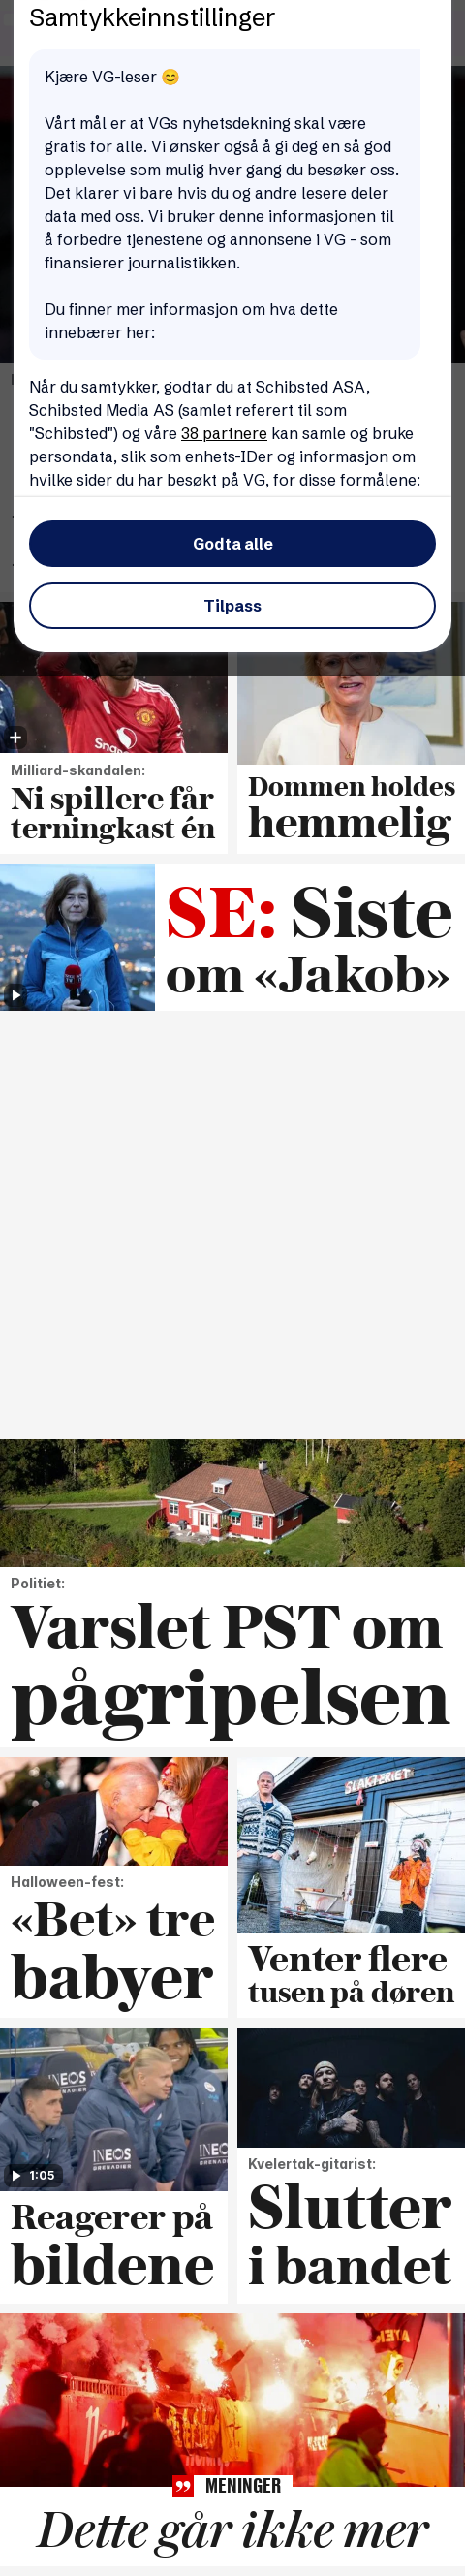 Samtykkeinnstillinger
Kjære VG-leser 😊
Vårt mål er at VGs nyhetsdekning skal være
gratis for alle. Vi ønsker også å gi deg en så god
opplevelse som mulig hver gang du besøker oss.
Det klarer vi bare hvis du og andre lesere deler
data med oss. Vi bruker denne informasjonen til
å forbedre tjenestene og annonsene i VG - som
finansierer journalistikken.
Du finner mer informasjon om hva dette
innebærer her:
Når du samtykker, godtar du at Schibsted ASA,
Schibsted Media AS (samlet referert til som
"Schibsted") og våre 38 partnere kan samle og bruke
persondata, slik som enhets-IDer og informasjon om
hvilke sider du har besøkt på VG, for disse formålene:
Godta alle
Tilpass
Milliard-skandalen:
Ni spillere får
terningkast én
Dommen holdes
hemmelig
SE: Siste
om «Jakob»
Politiet:
Varslet PST om
pågripelsen
Halloween-fest:
«Bet» tre
babyer
SLAKTERIET
Venter flere
tusen på døren
INEOS
GRENADIER
INEOS
GRENADIER
1:05
Reagerer på
bildene
Kvelertak-gitarist:
Slutter
i bandet
MENINGER
Dette går ikke mer